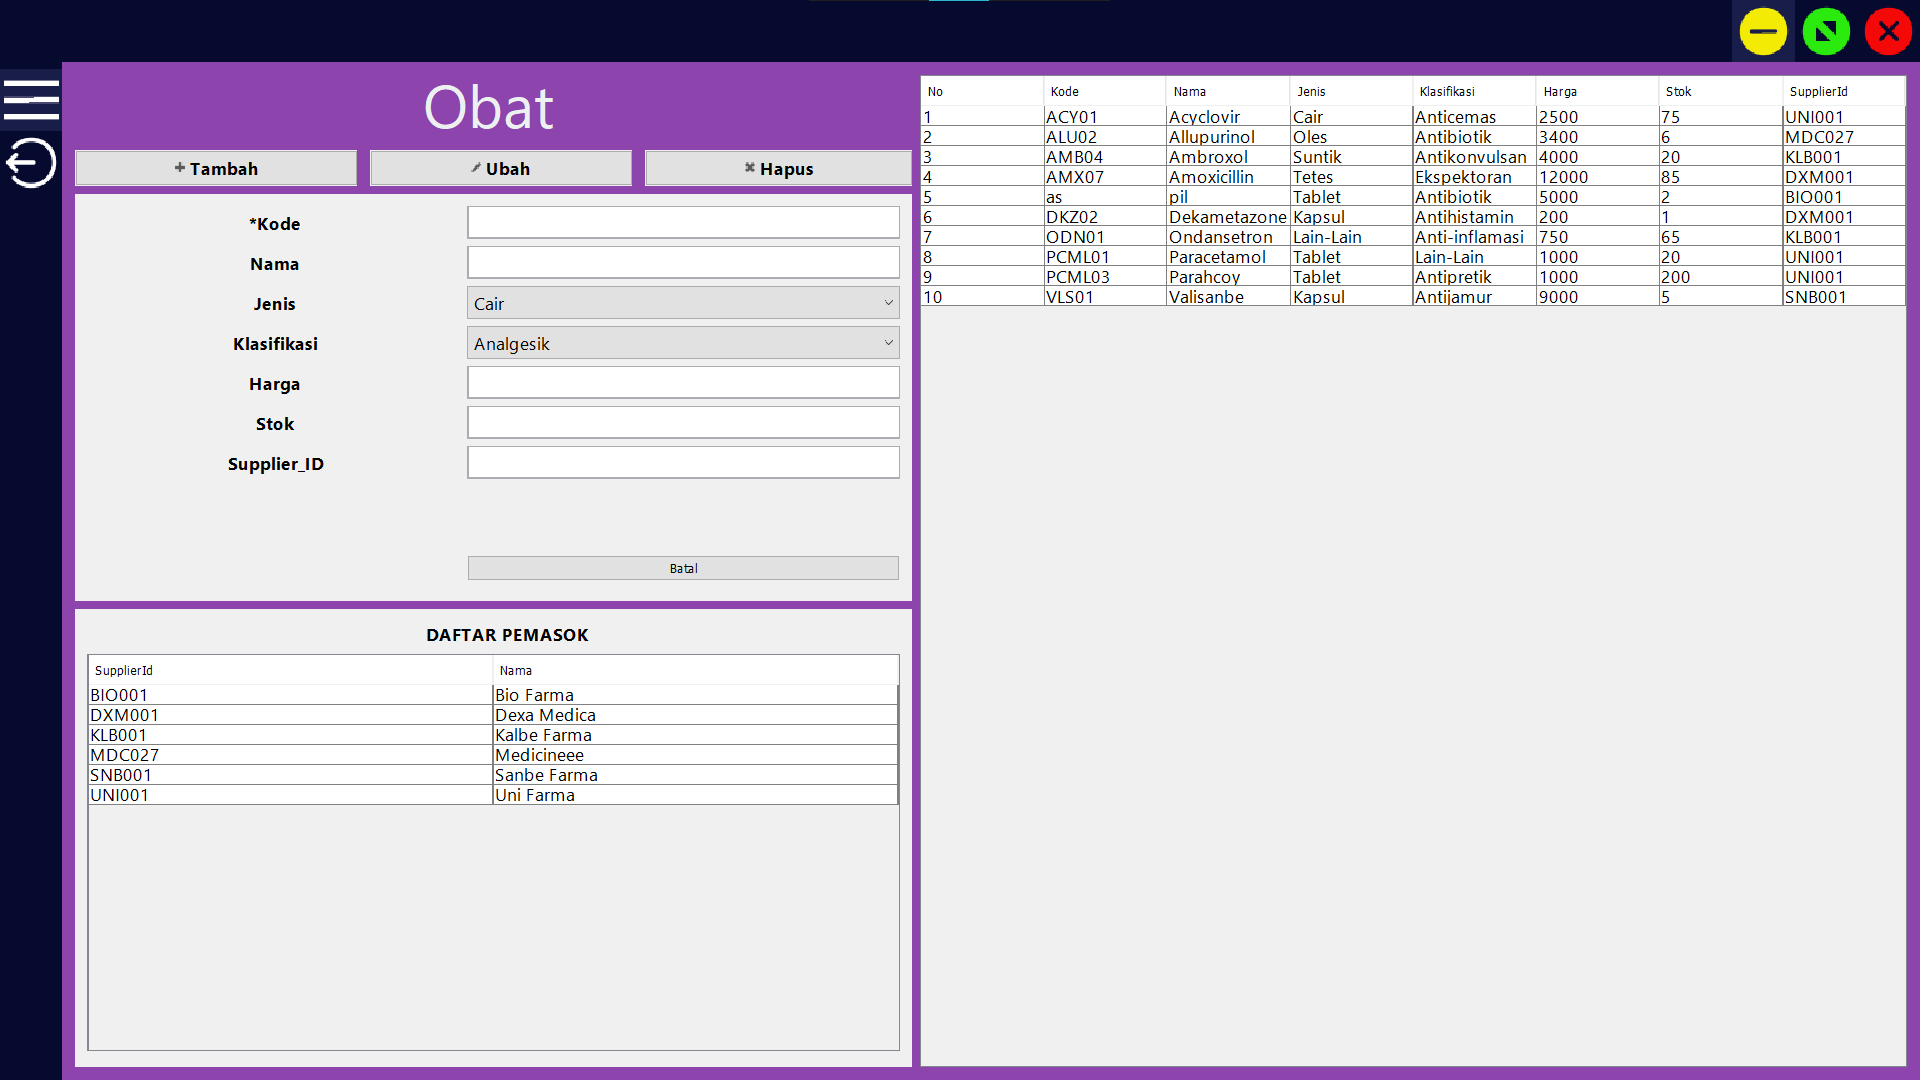 Obat
Tambah Ubah Hapus
*Kode
Nama
Jenis Cair
Klasifikasi Analgesik
Harga
Stok
Supplier_ID
Batal
DAFTAR PEMASOK
SupplierId Nama
BIO001 Bio Farma
DXM001 Dexa Medica
KLB001 Kalbe Farma
MDC027 Medicineee
SNB001 Sanbe Farma
UNI001 Uni Farma
No Kode Nama Jenis Klasifikasi Harga Stok SupplierId
1 ACY01 Acyclovir Cair Anticemas 2500 75 UNI001
2 ALU02 Allupurinol Oles Antibiotik 3400 6 MDC027
3 AMB04 Ambroxol Suntik Antikonvulsan 4000 20 KLB001
4 AMX07 Amoxicillin Tetes Ekspektoran 12000 85 DXM001
5 as pil Tablet Antibiotik 5000 2 BIO001
6 DKZ02 Dekametazone Kapsul Antihistamin 200 1 DXM001
7 ODN01 Ondansetron Lain-Lain Anti-inflamasi 750 65 KLB001
8 PCML01 Paracetamol Tablet Lain-Lain 1000 20 UNI001
9 PCML03 Parahcoy Tablet Antipretik 1000 200 UNI001
10 VLS01 Valisanbe Kapsul Antijamur 9000 5 SNB001